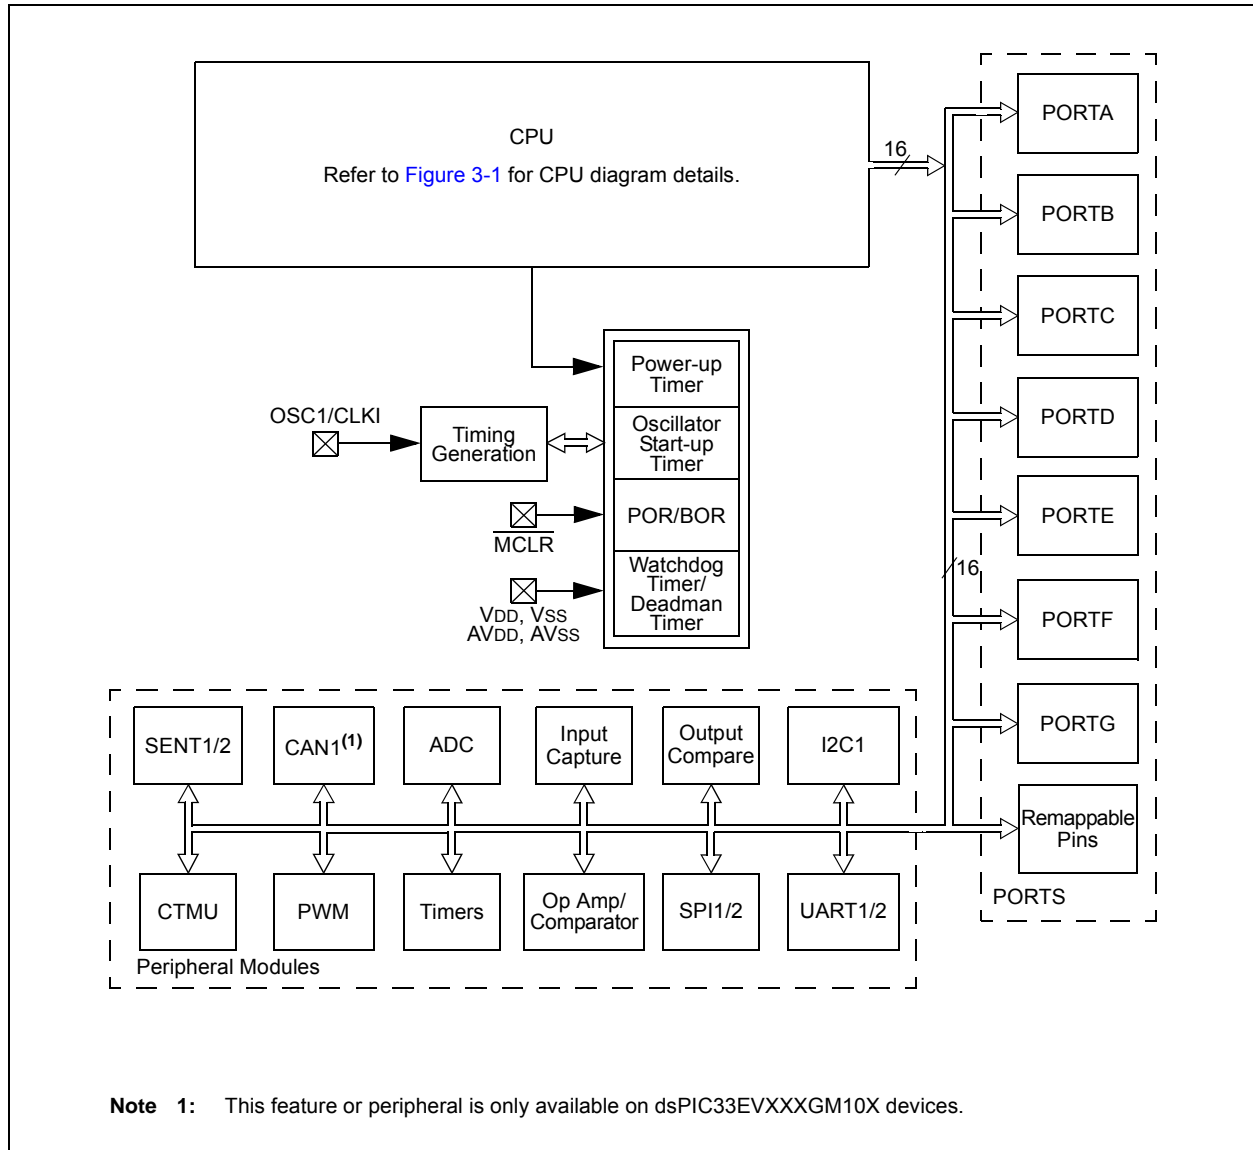 CPU
Refer to Figure 3-1 for CPU diagram details.
16
PORTA
PORTB
PORTC
PORTD
PORTE
16
PORTF
PORTG
Remappable
Pins
PORTS
Power-up
Timer
OSC1/CLKI
Timing
Generation
Oscillator
Start-up
Timer
MCLR
POR/BOR
VDD, VSS
AVDD, AVSS
Watchdog
Timer/
Deadman
Timer
SENT1/2
CAN1(1)
ADC
Input
Capture
Output
Compare
I2C1
CTMU
PWM
Timers
Op Amp/
Comparator
SPI1/2
UART1/2
Peripheral Modules
Note 1: This feature or peripheral is only available on dsPIC33EVXXXGM10X devices.